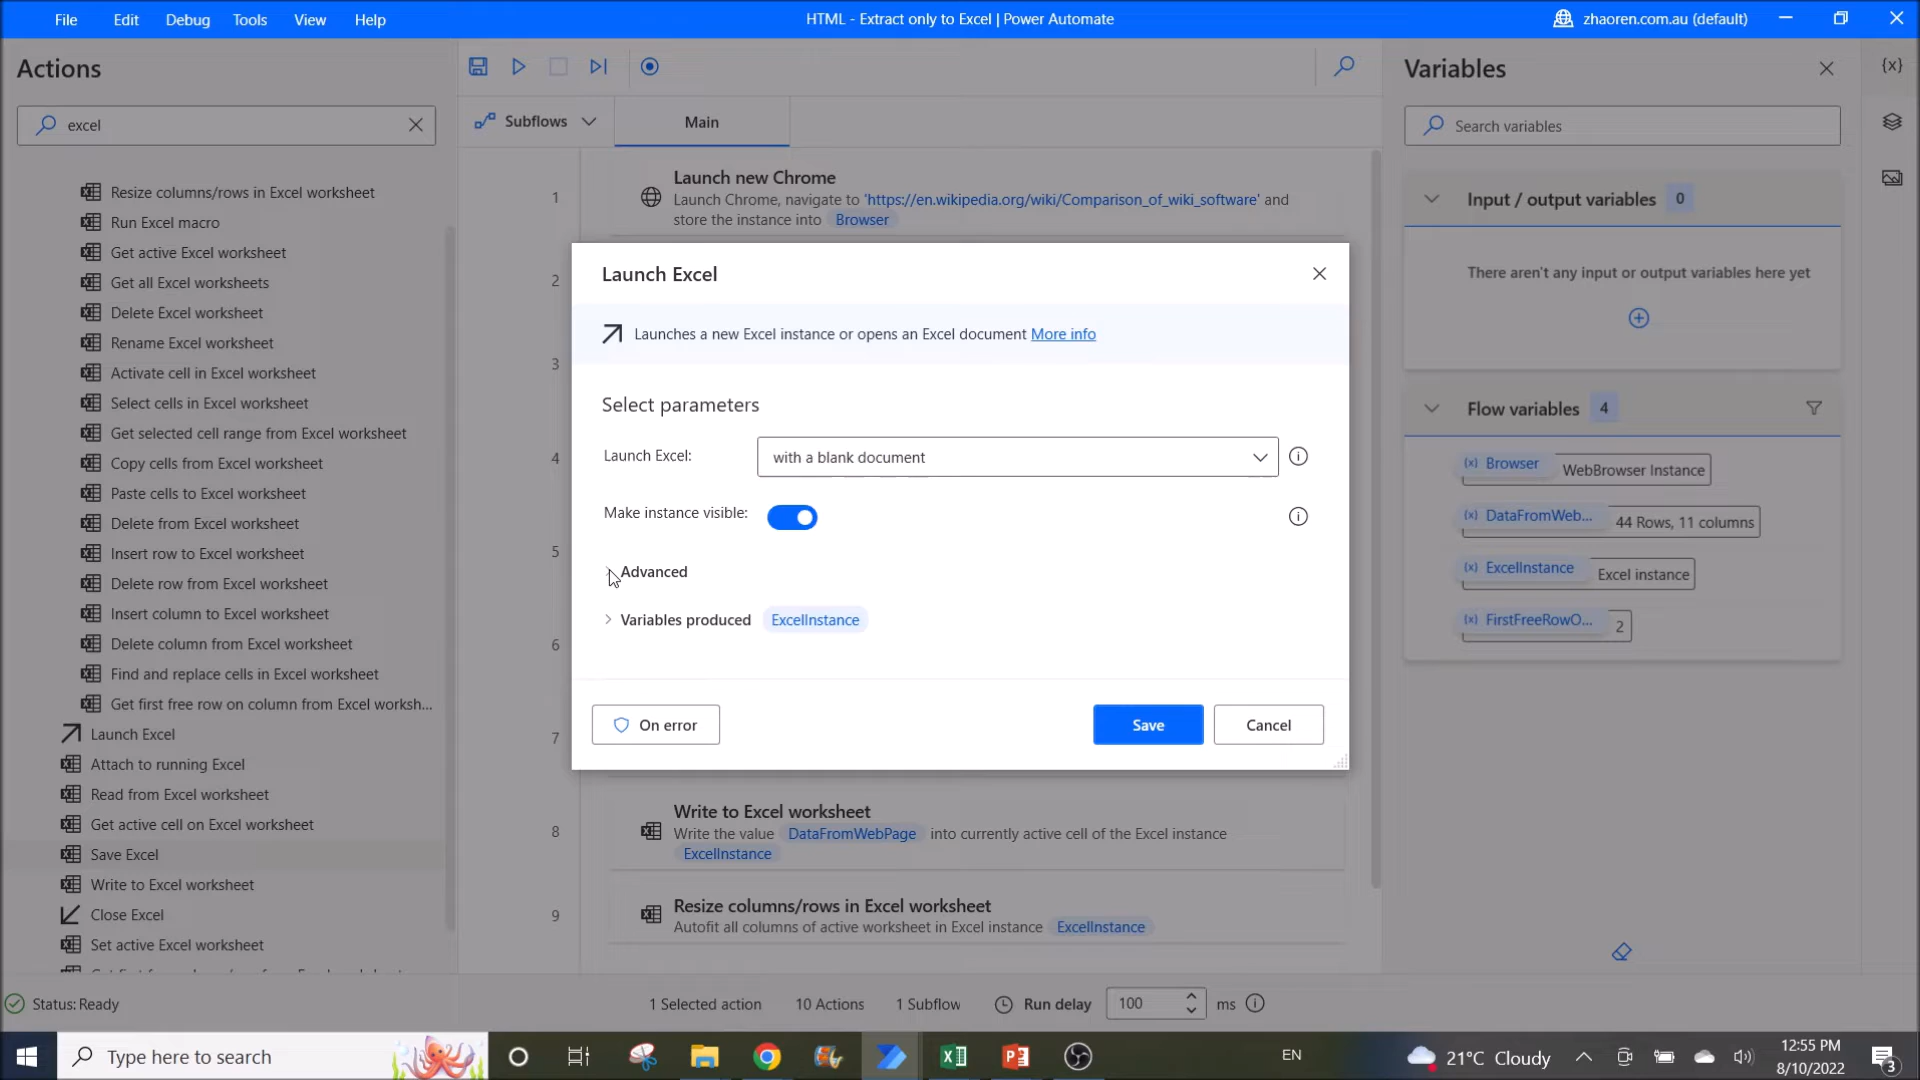 File Edit Debug Tools View Help
HTML - Extract only to Excel | Power Automate
zhaoren.com.au (default)
Actions
excel
Resize columns/rows in Excel worksheet
Run Excel macro
Get active Excel worksheet
Get all Excel worksheets
Delete Excel worksheet
Rename Excel worksheet
Activate cell in Excel worksheet
Select cells in Excel worksheet
Get selected cell range from Excel worksheet
Copy cells from Excel worksheet
Paste cells to Excel worksheet
Delete from Excel worksheet
Insert row to Excel worksheet
Delete row from Excel worksheet
Insert column to Excel worksheet
Delete column from Excel worksheet
Find and replace cells in Excel worksheet
Get first free row on column from Excel worksh...
Launch Excel
Attach to running Excel
Read from Excel worksheet
Get active cell on Excel worksheet
Save Excel
Write to Excel worksheet
Close Excel
Set active Excel worksheet
Subflows
Main
1
Launch new Chrome
Launch Chrome, navigate to 'https://en.wikipedia.org/wiki/Comparison_of_wiki_software' and
store the instance into Browser
2
3
4
5
6
7
Launch Excel
Launches a new Excel instance or opens an Excel document More info
Select parameters
Launch Excel: with a blank document
Make instance visible:
Advanced
Variables produced ExcelInstance
On error
Save
Cancel
8
Write to Excel worksheet
Write the value DataFromWebPage into currently active cell of the Excel instance
ExcelInstance
9
Resize columns/rows in Excel worksheet
Autofit all columns of active worksheet in Excel instance ExcelInstance
Variables
{x}
Search variables
Input / output variables 0
There aren't any input or output variables here yet
Flow variables 4
(x) Browser WebBrowser Instance
(x) DataFromWeb... 44 Rows, 11 columns
(x) ExcelInstance Excel instance
(x) FirstFreeRowO... 2
Status: Ready
1 Selected action
10 Actions
1 Subflow
Run delay 100 ms
Type here to search
EN
21°C Cloudy
12:55 PM
8/10/2022
3